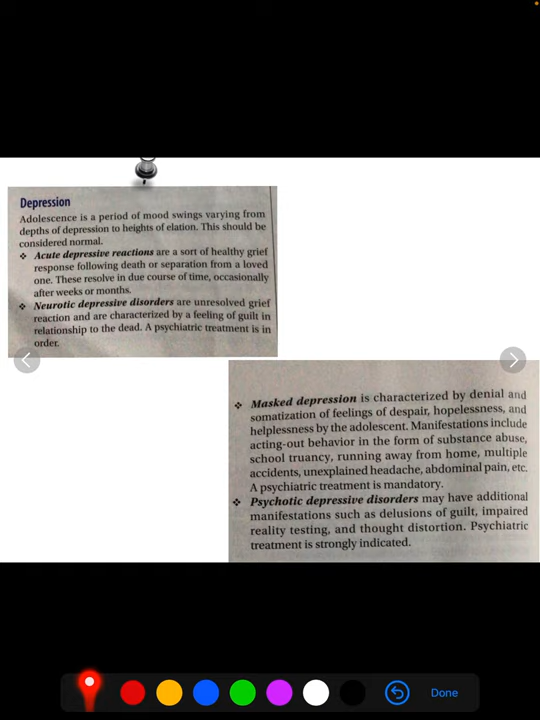 Depression
Adolescence is a period of mood swings varying from
depths of depression to heights of elation. This should be
considered normal.
❖ Acute depressive reactions are a sort of healthy grief
response following death or separation from a loved
one. These resolve in due course of time, occasionally
after weeks or months.
❖ Neurotic depressive disorders are unresolved grief
reaction and are characterized by a feeling of guilt in
relationship to the dead. A psychiatric treatment is in
order.
❖ Masked depression is characterized by denial and
somatization of feelings of despair, hopelessness, and
helplessness by the adolescent. Manifestations include
acting-out behavior in the form of substance abuse,
school truancy, running away from home, multiple
accidents, unexplained headache, abdominal pain, etc.
A psychiatric treatment is mandatory.
❖ Psychotic depressive disorders may have additional
manifestations such as delusions of guilt, impaired
reality testing, and thought distortion. Psychiatric
treatment is strongly indicated.
Done